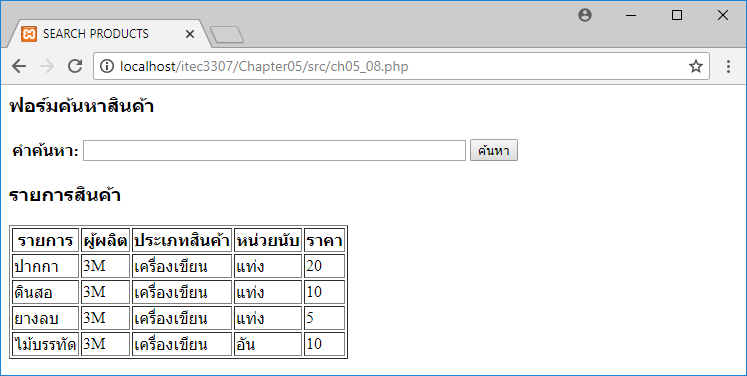 SEARCH PRODUCTS
localhost/itec3307/Chapter05/src/ch05_08.php
ฟอร์มค้นหาสินค้า
คำค้นหา: ค้นหา
รายการสินค้า
รายการ ผู้ผลิต ประเภทสินค้า หน่วยนับ ราคา
ปากกา 3M เครื่องเขียน แท่ง 20
ดินสอ 3M เครื่องเขียน แท่ง 10
ยางลบ 3M เครื่องเขียน แท่ง 5
ไม้บรรทัด 3M เครื่องเขียน อัน 10